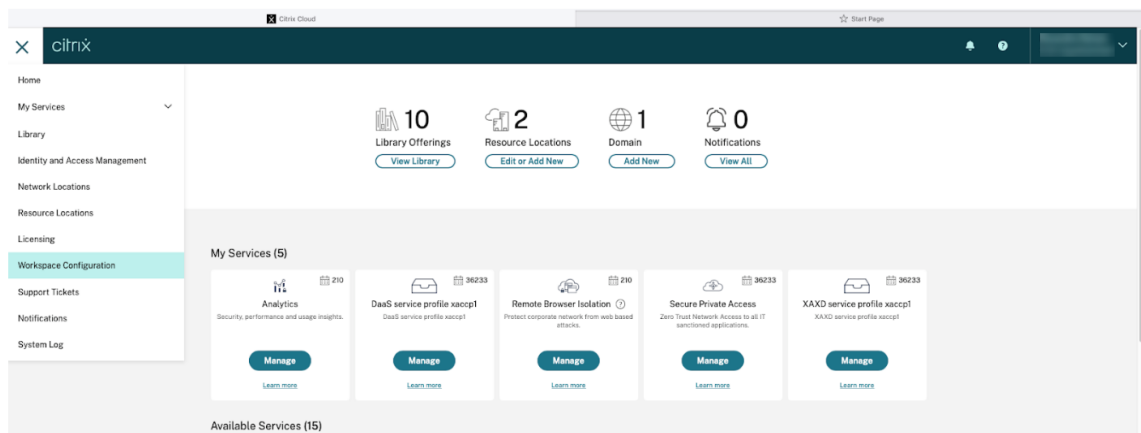 Citrix Cloud
Start Page
citrix
Home
My Services
Library
Identity and Access Management
Network Locations
Resource Locations
Licensing
Workspace Configuration
Support Tickets
Notifications
System Log
10
Library Offerings
View Library
2
Resource Locations
Edit or Add New
1
Domain
Add New
0
Notifications
View All
My Services (5)
210
Analytics
Security, performance and usage insights.
Manage
Learn more
36233
DaaS service profile xaccp1
DaaS service profile xaccp1
Manage
Learn more
210
Remote Browser Isolation
Protect corporate network from web based
attacks.
Manage
Learn more
36233
Secure Private Access
Zero Trust Network Access to all IT
sanctioned applications.
Manage
Learn more
36233
XAXD service profile xaccp1
XAXD service profile xaccp1
Manage
Learn more
Available Services (15)